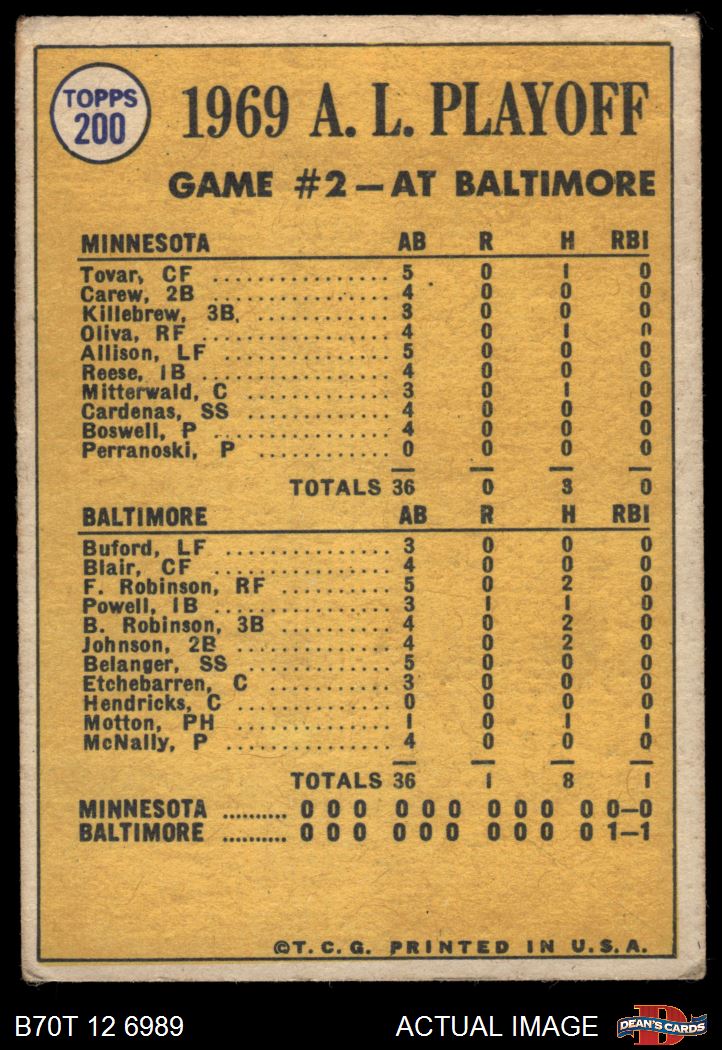 TOPPS
200
1969 A. L. PLAYOFF
GAME #2—AT BALTIMORE
MINNESOTA AB R H RBI
Tovar, CF .................. 5 0 1 0
Carew, 2B .................. 4 0 0 0
Killebrew, 3B, ............. 3 0 0 0
Oliva, RF .................. 4 0 1 0
Allison, LF ................ 5 0 0 0
Reese, 1B .................. 4 0 0 0
Mitterwald, C .............. 3 0 1 0
Cardenas, SS ............... 4 0 0 0
Boswell, P ................. 4 0 0 0
Perranoski, P .............. 0 0 0 0
TOTALS 36 0 3 0
BALTIMORE AB R H RBI
Buford, LF ................. 3 0 0 0
Blair, CF .................. 4 0 0 0
F. Robinson, RF ............ 5 0 2 0
Powell, 1B ................. 3 1 1 0
B. Robinson, 3B ............ 4 0 2 0
Johnson, 2B ................ 4 0 2 0
Belanger, SS ............... 5 0 0 0
Etchebarren, C ............. 3 0 0 0
Hendricks, C ............... 0 0 0 0
Motton, PH ................. 1 0 1 1
McNally, P ................. 4 0 0 0
TOTALS 36 1 8 1
MINNESOTA .......... 0 0 0 0 0 0 0 0 0 0 0—0
BALTIMORE .......... 0 0 0 0 0 0 0 0 0 0 1—1
©T. C. G. PRINTED IN U. S. A.
B70T 12 6989
ACTUAL IMAGE
D
DEAN'S CARDS